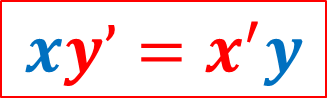 xy’ = x'y